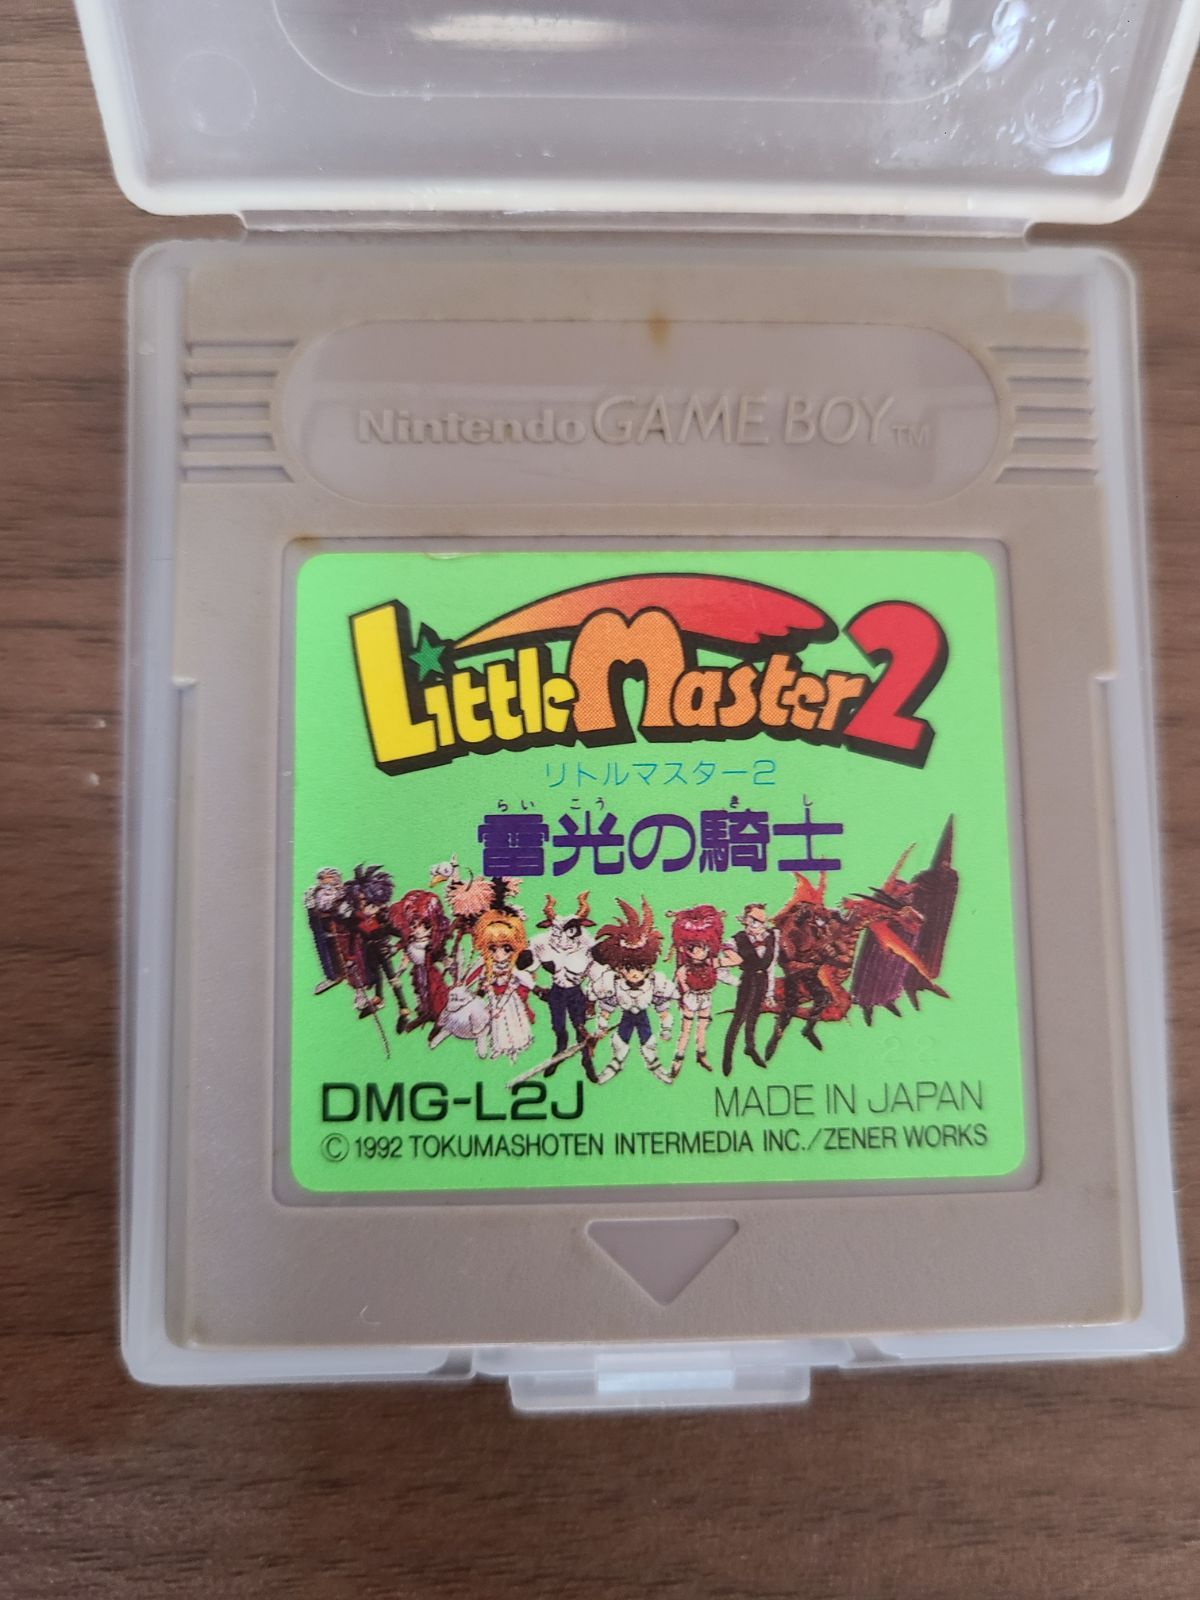 Nintendo GAME BOY TM
Little Master 2
リトルマスター2
らいこう きし
雷光の騎士
DMG-L2J
MADE IN JAPAN
© 1992 TOKUMASHOTEN INTERMEDIA INC./ZENER WORKS